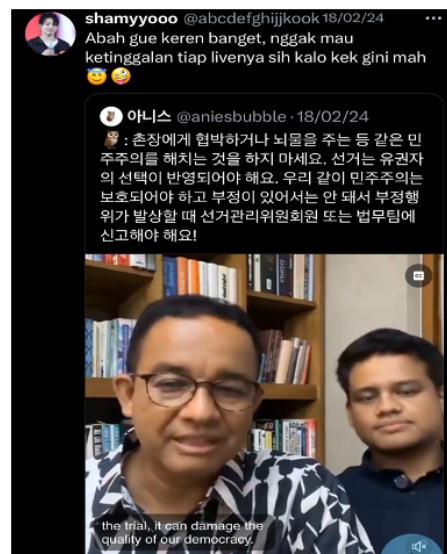 shamyyooo @abcdefghijjkook 18/02/24
Abah gue keren banget, nggak mau
ketinggalan tiap livenya sih kalo kek gini mah
😇🤪
아니스 @aniesbubble · 18/02/24
🦉 : 촌장에게 협박하거나 뇌물을 주는 등 같은 민
주주의를 해치는 것을 하지 마세요. 선거는 유권자
의 선택이 반영되어야 해요. 우리 같이 민주주의는
보호되어야 하고 부정이 있어서는 안 돼서 부정행
위가 발상할 때 선거관리위원회원 또는 법무팀에
신고해야 해요!
the trial, it can damage the
quality of our democracy.